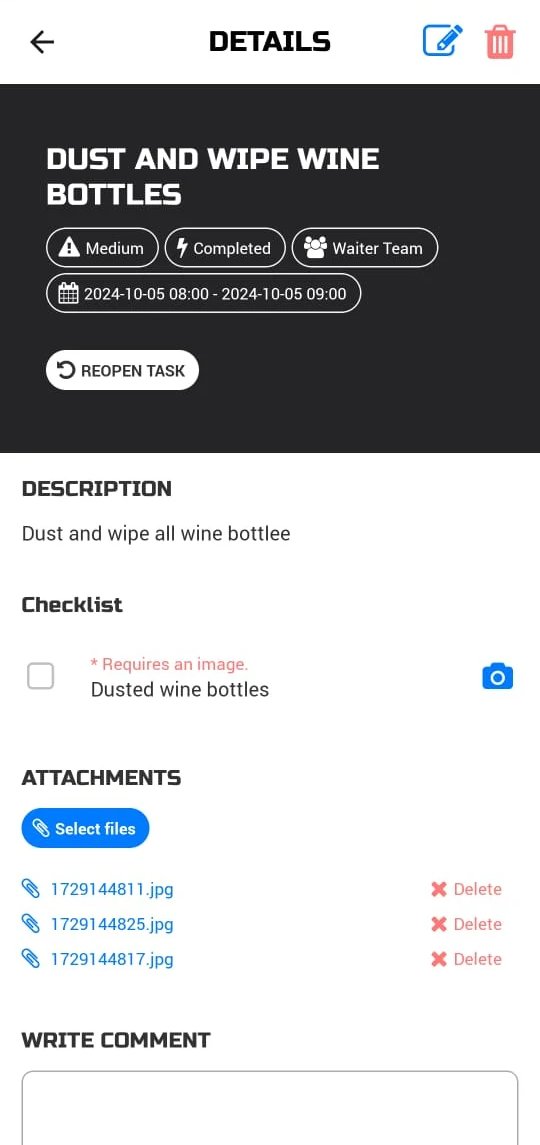 DETAILS
DUST AND WIPE WINE
BOTTLES
Medium
Completed
Waiter Team
2024-10-05 08:00 - 2024-10-05 09:00
REOPEN TASK
DESCRIPTION
Dust and wipe all wine bottlee
Checklist
* Requires an image.
Dusted wine bottles
ATTACHMENTS
Select files
1729144811.jpg Delete
1729144825.jpg Delete
1729144817.jpg Delete
WRITE COMMENT